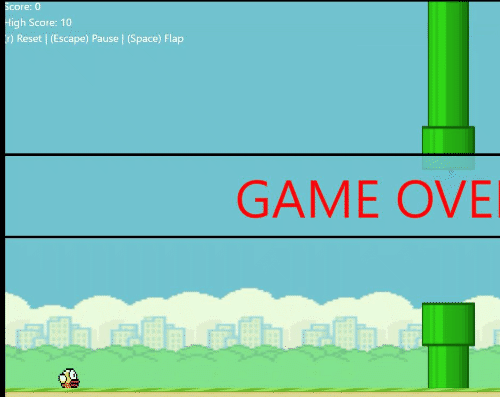 Score: 0
High Score: 10
(r) Reset | (Escape) Pause | (Space) Flap
GAME OVE